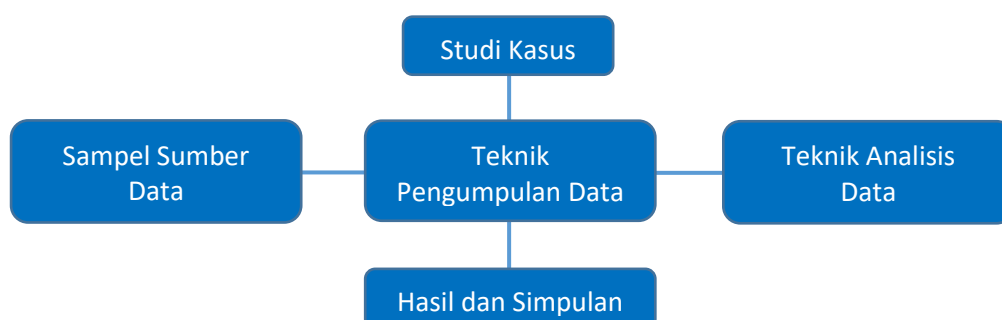 Studi Kasus
Sampel Sumber
Data
Teknik
Pengumpulan Data
Teknik Analisis
Data
Hasil dan Simpulan